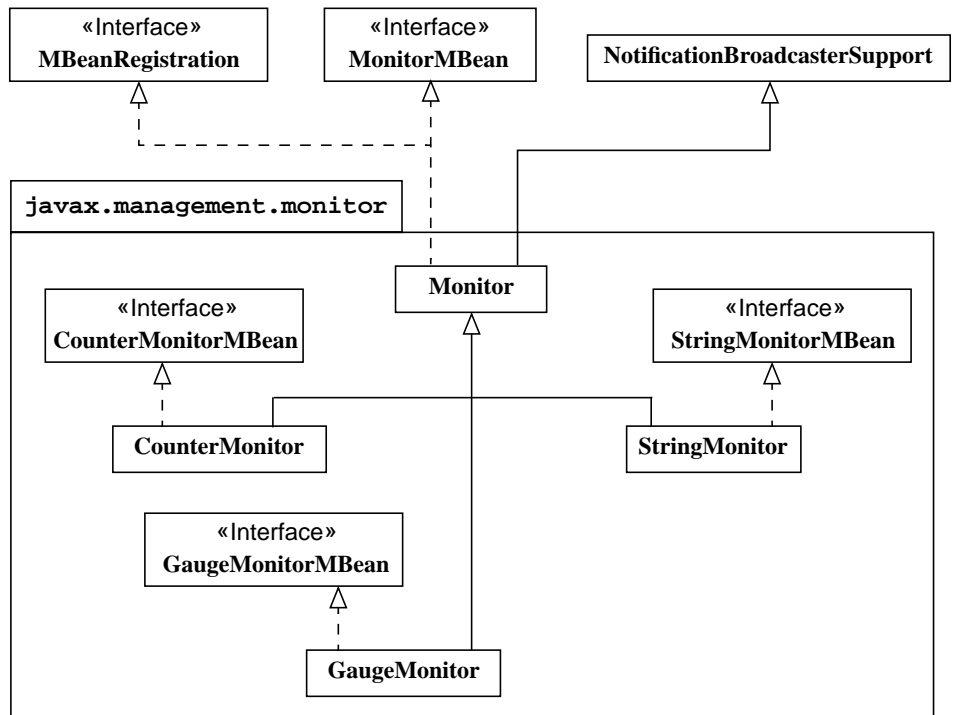 «Interface»
MBeanRegistration
«Interface»
MonitorMBean
NotificationBroadcasterSupport
javax.management.monitor
Monitor
«Interface»
CounterMonitorMBean
«Interface»
StringMonitorMBean
CounterMonitor
StringMonitor
«Interface»
GaugeMonitorMBean
GaugeMonitor